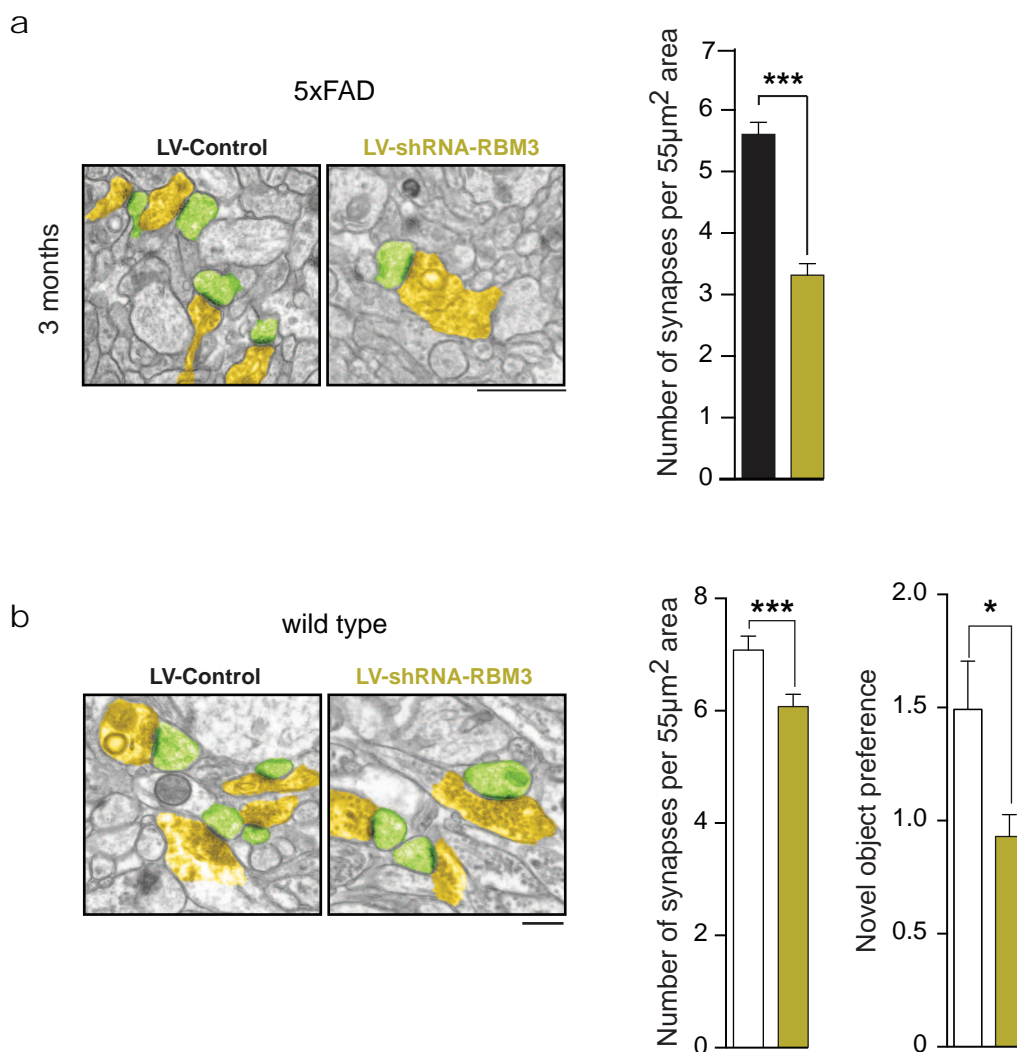 a
5xFAD
LV-Control
LV-shRNA-RBM3
3 months
Number of synapses per 55µm² area
7
6
5
4
3
2
1
0
***
b
wild type
LV-Control
LV-shRNA-RBM3
Number of synapses per 55µm² area
8
6
4
2
0
***
Novel object preference
2.0
1.5
1.0
0.5
0
*